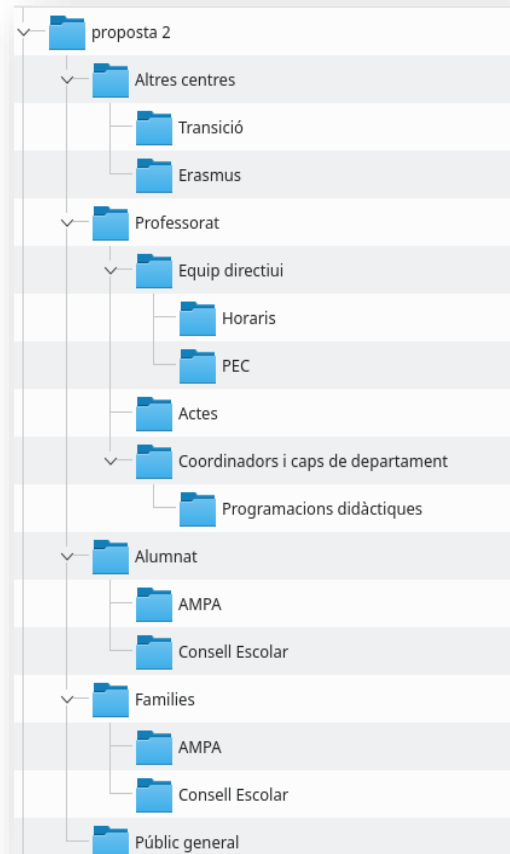 proposta 2
Altres centres
Transició
Erasmus
Professorat
Equip directiui
Horaris
PEC
Actes
Coordinadors i caps de departament
Programacions didàctiques
Alumnat
AMPA
Consell Escolar
Families
AMPA
Consell Escolar
Públic general